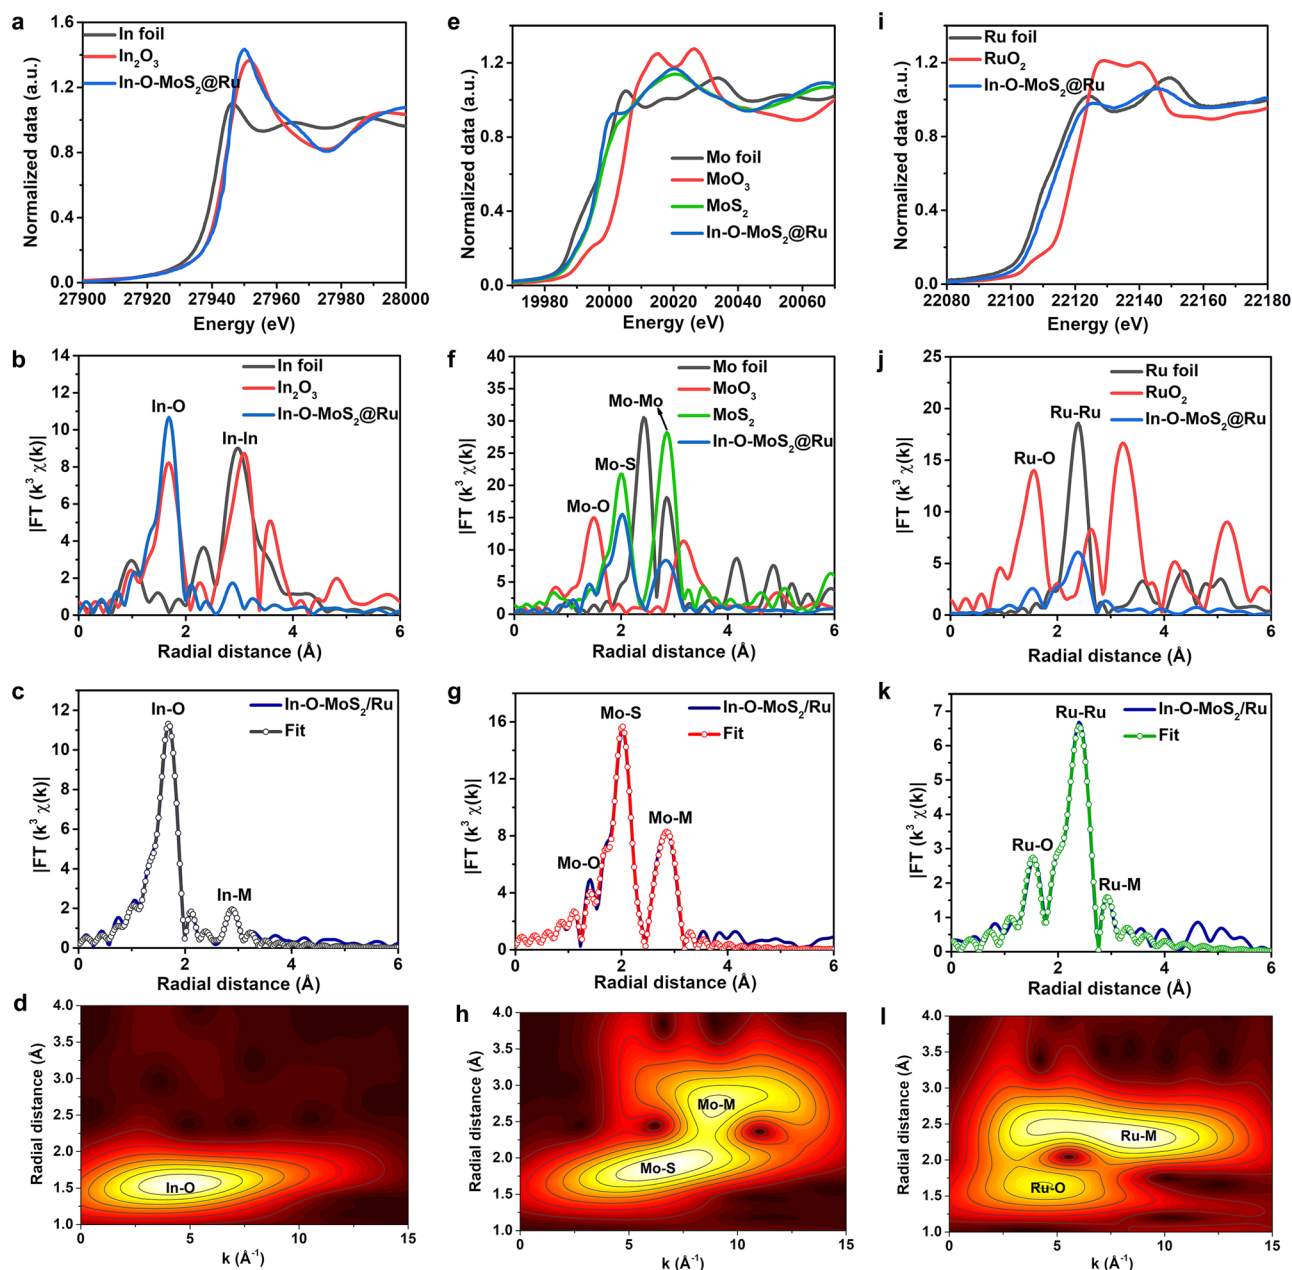 a
1.6
1.2
0.8
0.4
0.0
Normalized data (a.u.)
In foil
In₂O₃
In-O-MoS₂@Ru
27900 27920 27940 27960 27980 28000
Energy (eV)
e
1.2
0.8
0.4
0.0
Normalized data (a.u.)
Mo foil
MoO₃
MoS₂
In-O-MoS₂@Ru
19980 20000 20020 20040 20060
Energy (eV)
i
1.2
0.8
0.4
0.0
Normalized data (a.u.)
Ru foil
RuO₂
In-O-MoS₂@Ru
22080 22100 22120 22140 22160 22180
Energy (eV)
b
14
12
10
8
6
4
2
0
|FT (k³ χ(k)|
In foil
In₂O₃
In-O-MoS₂@Ru
In-O
In-In
0 2 4 6
Radial distance (Å)
f
40
35
30
25
20
15
10
5
0
|FT (k³ χ(k)|
Mo foil
MoO₃
MoS₂
In-O-MoS₂@Ru
Mo-Mo
Mo-S
Mo-O
0 1 2 3 4 5 6
Radial distance (Å)
j
25
20
15
10
5
0
|FT (k³ χ(k)|
Ru foil
RuO₂
In-O-MoS₂@Ru
Ru-Ru
Ru-O
0 1 2 3 4 5 6
Radial distance (Å)
c
12
10
8
6
4
2
0
|FT (k³ χ(k)|
In-O-MoS₂/Ru
Fit
In-O
In-M
0 2 4 6
Radial distance (Å)
g
16
12
8
4
0
|FT (k³ χ(k)|
In-O-MoS₂/Ru
Fit
Mo-S
Mo-M
Mo-O
0 1 2 3 4 5 6
Radial distance (Å)
k
7
6
5
4
3
2
1
0
|FT (k³ χ(k)|
In-O-MoS₂/Ru
Fit
Ru-Ru
Ru-O
Ru-M
0 1 2 3 4 5 6
Radial distance (Å)
d
4.0
3.5
3.0
2.5
2.0
1.5
1.0
Radial distance (Å)
In-O
0 5 10 15
k (Å⁻¹)
h
4.0
3.5
3.0
2.5
2.0
1.5
1.0
Radial distance (Å)
Mo-M
Mo-S
0 5 10 15
k (Å⁻¹)
l
4.0
3.5
3.0
2.5
2.0
1.5
1.0
Radial distance (Å)
Ru-M
Ru-O
0 5 10 15
k (Å⁻¹)